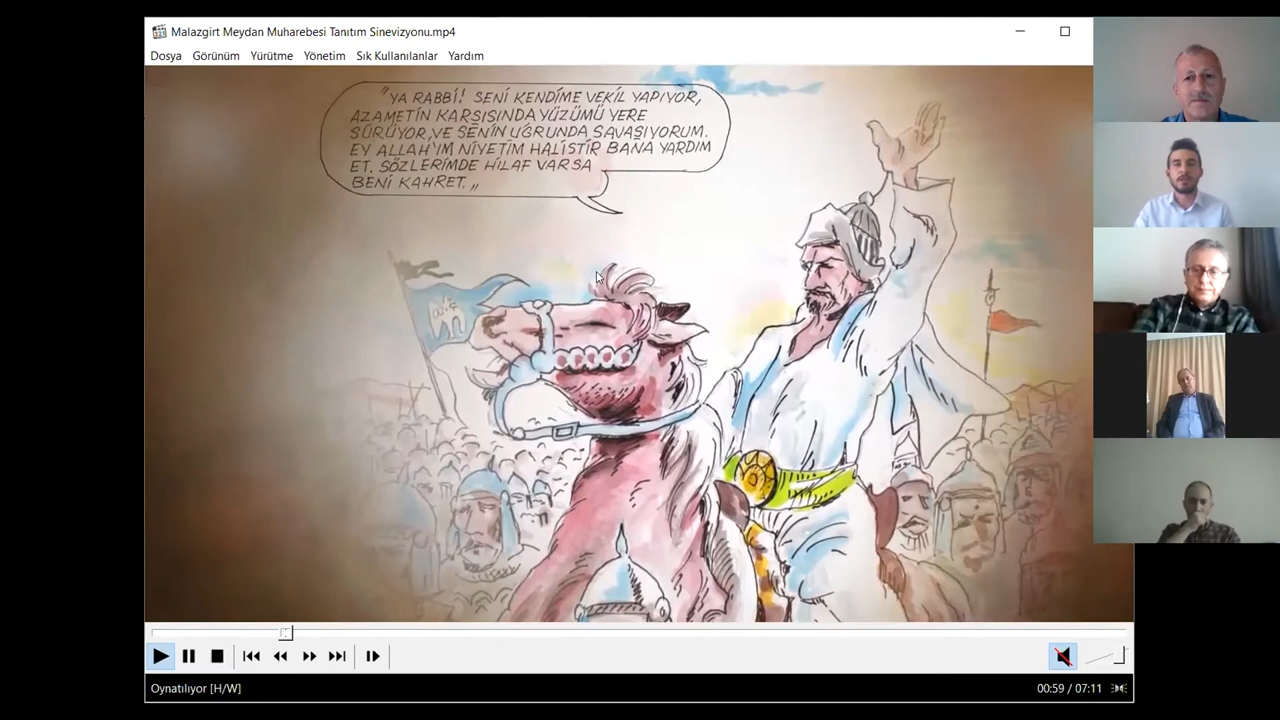 Malazgirt Meydan Muharebesi Tanıtım Sinevizyonu.mp4
Dosya Görünüm Yürütme Yönetim Sık Kullanılanlar Yardım
"YA RABBİ! SENİ KENDİME VEKİL YAPIYOR,
AZAMETİN KARŞISINDA YÜZÜMÜ YERE
SÜRÜYOR, VE SENİN UĞRUNDA SAVAŞIYORUM.
EY ALLAH'IM NİYETİM HALİSTİR BANA YARDIM
ET. SÖZLERİMDE HİLAF VARSA
BENİ KAHRET."
Oynatılıyor [H/W]
00:59 / 07:11